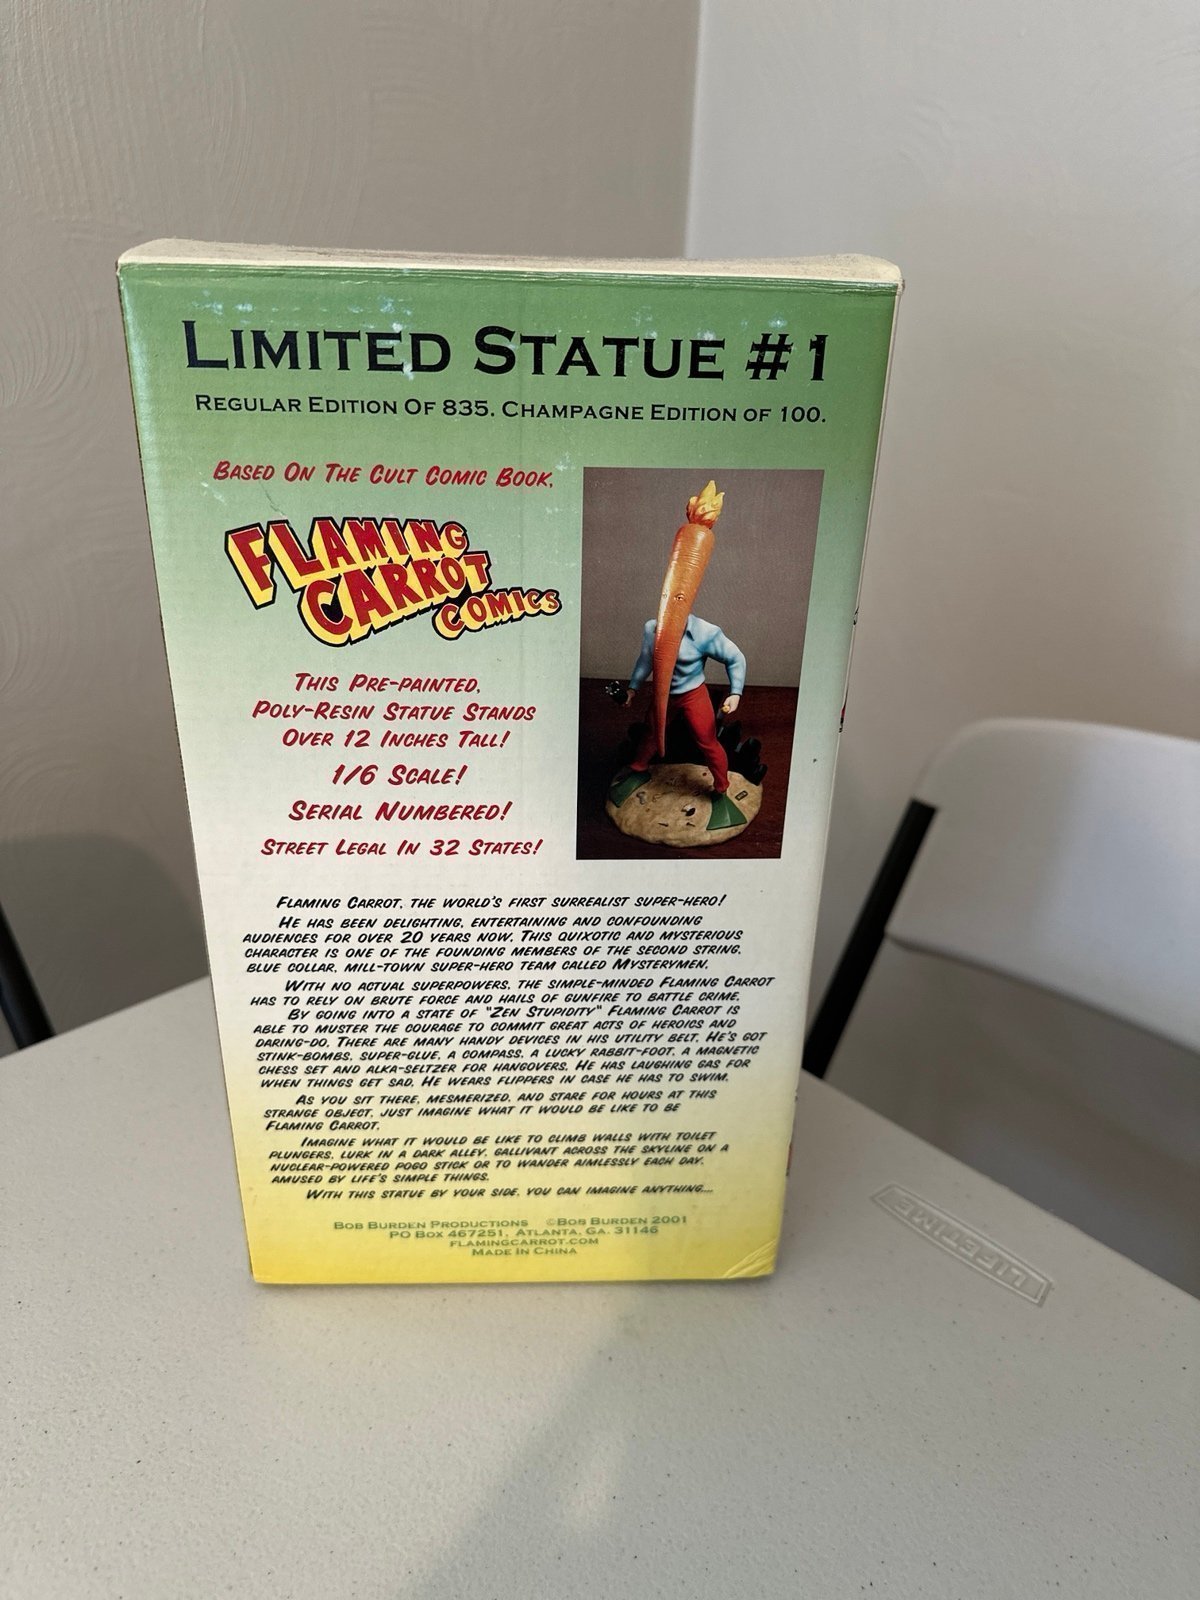 LIMITED STATUE #1
REGULAR EDITION OF 835. CHAMPAGNE EDITION OF 100.
BASED ON THE CULT COMIC BOOK,
FLAMING
CARROT
COMICS
THIS PRE-PAINTED,
POLY-RESIN STATUE STANDS
OVER 12 INCHES TALL!
1/6 SCALE!
SERIAL NUMBERED!
STREET LEGAL IN 32 STATES!
FLAMING CARROT, THE WORLD'S FIRST SURREALIST SUPER-HERO!
HE HAS BEEN DELIGHTING, ENTERTAINING AND CONFOUNDING
AUDIENCES FOR OVER 20 YEARS NOW. THIS QUIXOTIC AND MYSTERIOUS
CHARACTER IS ONE OF THE FOUNDING MEMBERS OF THE SECOND STRING,
BLUE COLLAR, MILL-TOWN SUPER-HERO TEAM CALLED MYSTERYMEN.
WITH NO ACTUAL SUPERPOWERS, THE SIMPLE-MINDED FLAMING CARROT
HAS TO RELY ON BRUTE FORCE AND HAILS OF GUNFIRE TO BATTLE CRIME.
BY GOING INTO A STATE OF "ZEN STUPIDITY" FLAMING CARROT IS
ABLE TO MUSTER THE COURAGE TO COMMIT GREAT ACTS OF HEROICS AND
DARING-DO. THERE ARE MANY HANDY DEVICES IN HIS UTILITY BELT. HE'S GOT
STINK-BOMBS, SUPER-GLUE, A COMPASS, A LUCKY RABBIT-FOOT, A MAGNETIC
CHESS SET AND ALKA-SELTZER FOR HANGOVERS. HE HAS LAUGHING GAS FOR
WHEN THINGS GET SAD. HE WEARS FLIPPERS IN CASE HE HAS TO SWIM.
AS YOU SIT THERE, MESMERIZED, AND STARE FOR HOURS AT THIS
STRANGE OBJECT, JUST IMAGINE WHAT IT WOULD BE LIKE TO BE
FLAMING CARROT.
IMAGINE WHAT IT WOULD BE LIKE TO CLIMB WALLS WITH TOILET
PLUNGERS, LURK IN A DARK ALLEY, GALLIVANT ACROSS THE SKYLINE ON A
NUCLEAR-POWERED POGO STICK OR TO WANDER AIMLESSLY EACH DAY,
AMUSED BY LIFE'S SIMPLE THINGS.
WITH THIS STATUE BY YOUR SIDE, YOU CAN IMAGINE ANYTHING....
BOB BURDEN PRODUCTIONS ©BOB BURDEN 2001
PO BOX 467251, ATLANTA, GA. 31146
FLAMINGCARROT.COM
MADE IN CHINA
LIFETIME